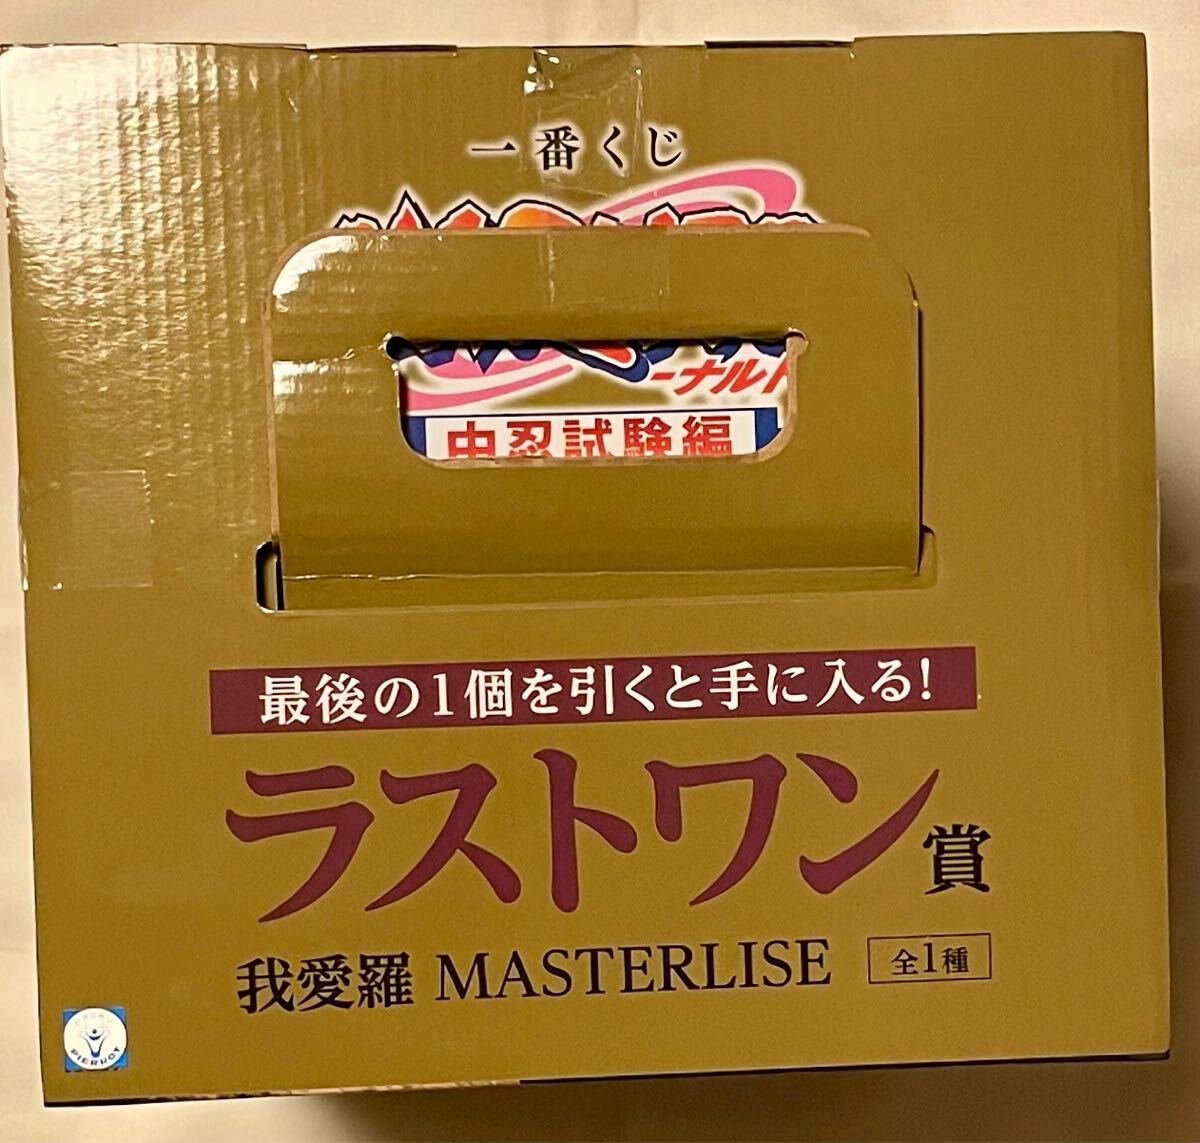 一番くじ
ーナルト
中忍試験編
最後の1個を引くと手に入る!
ラストワン賞
我愛羅 MASTERLISE 全1種
PIERROT